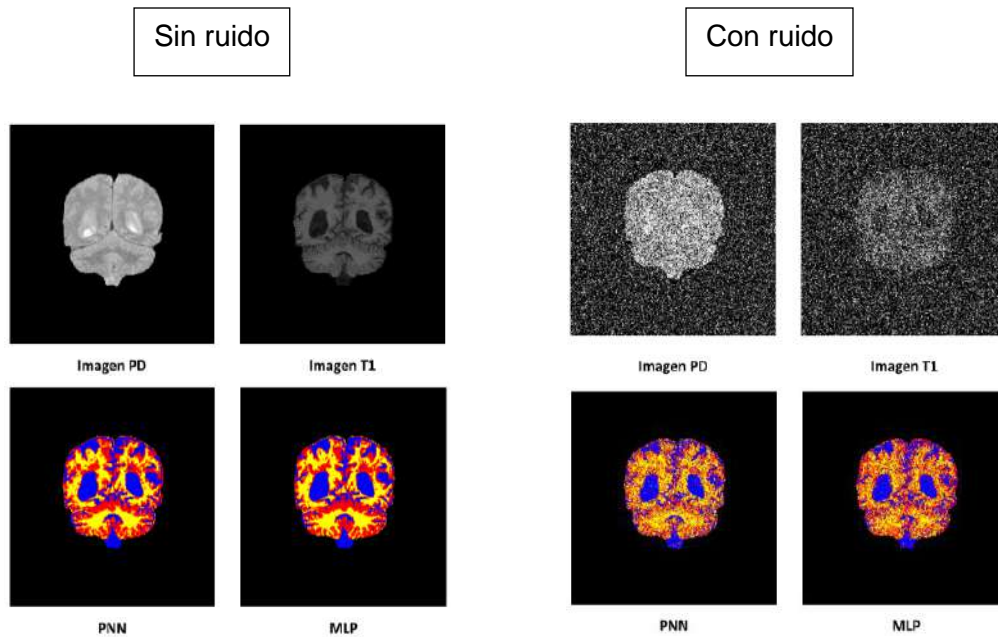 Sin ruido
Con ruido
Imagen PD
Imagen T1
Imagen PD
Imagen T1
PNN
MLP
PNN
MLP